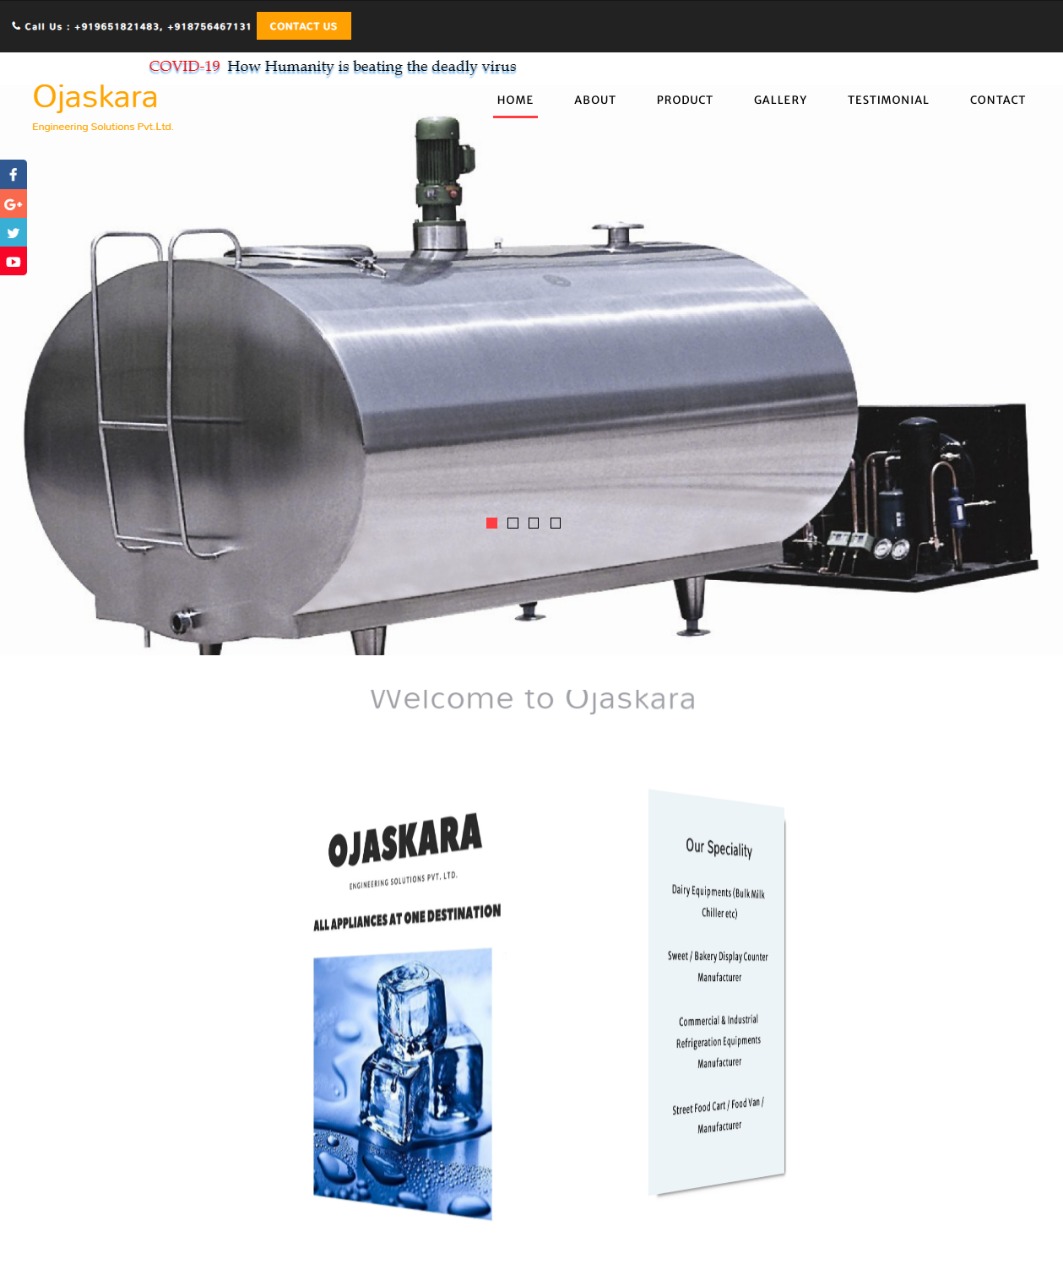 Call Us : +919651821483, +918756467131 CONTACT US
COVID-19 How Humanity is beating the deadly virus
Ojaskara
Engineering Solutions Pvt.Ltd.
HOME ABOUT PRODUCT GALLERY TESTIMONIAL CONTACT
Welcome to Ojaskara
OJASKARA
ENGINEERING SOLUTIONS PVT. LTD.
ALL APPLIANCES AT ONE DESTINATION
Our Speciality
Dairy Equipments (Bulk Milk
Chiller etc)
Sweet / Bakery Display Counter
Manufacturer
Commercial & Industrial
Refrigeration Equipments
Manufacturer
Street Food Cart / Food Van /
Manufacturer